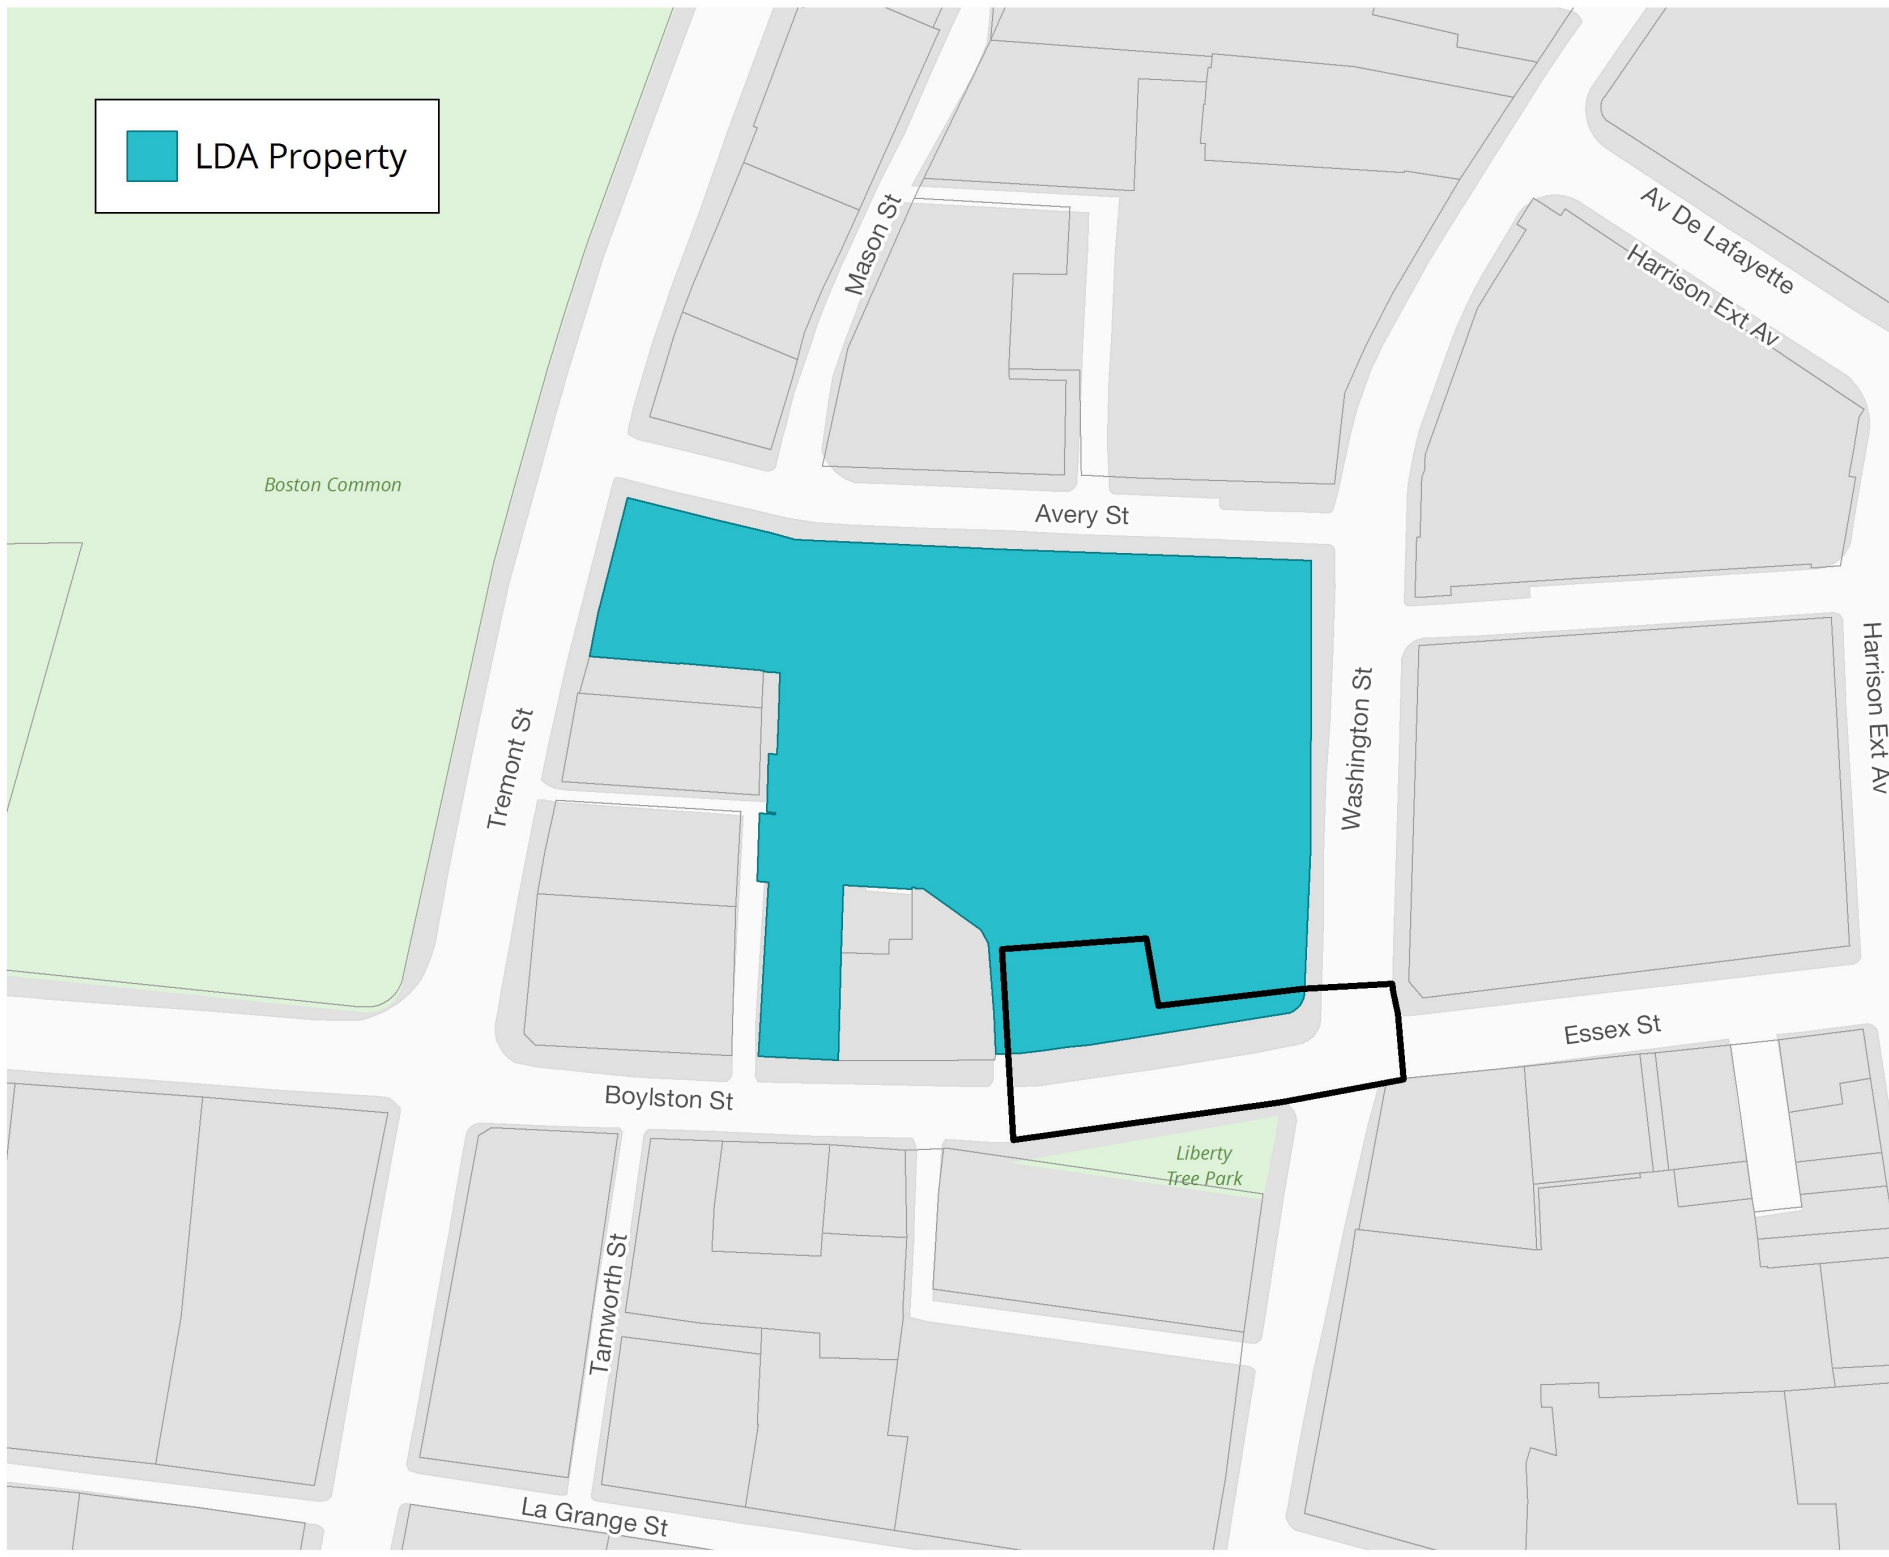 LDA Property
Mason St
Av De Lafayette
Harrison Ext Av
Boston Common
Avery St
Tremont St
Washington St
Harrison Ext Av
Essex St
Boylston St
Liberty
Tree Park
Tamworth St
La Grange St